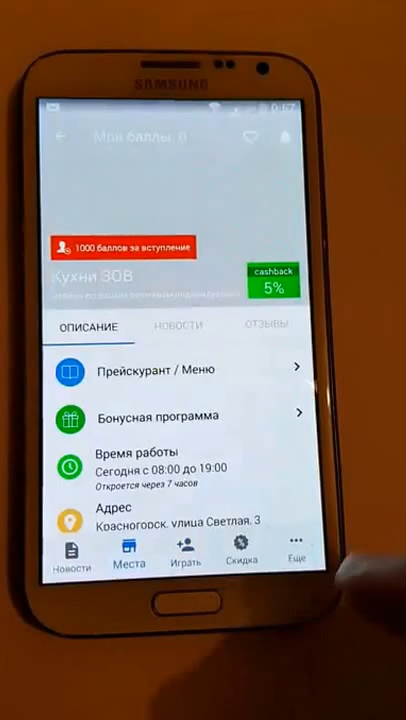 SAMSUNG
0:57
Мои баллы: 0
1000 баллов за вступление
Кухни ЗОВ
cashback
5%
ОПИСАНИЕ
НОВОСТИ
ОТЗЫВЫ
Прейскурант / Меню
Бонусная программа
Время работы
Сегодня с 08:00 до 19:00
Откроется через 7 часов
Адрес
Красногорск, улица Светлая, 3
Новости
Места
Играть
Скидка
Еще